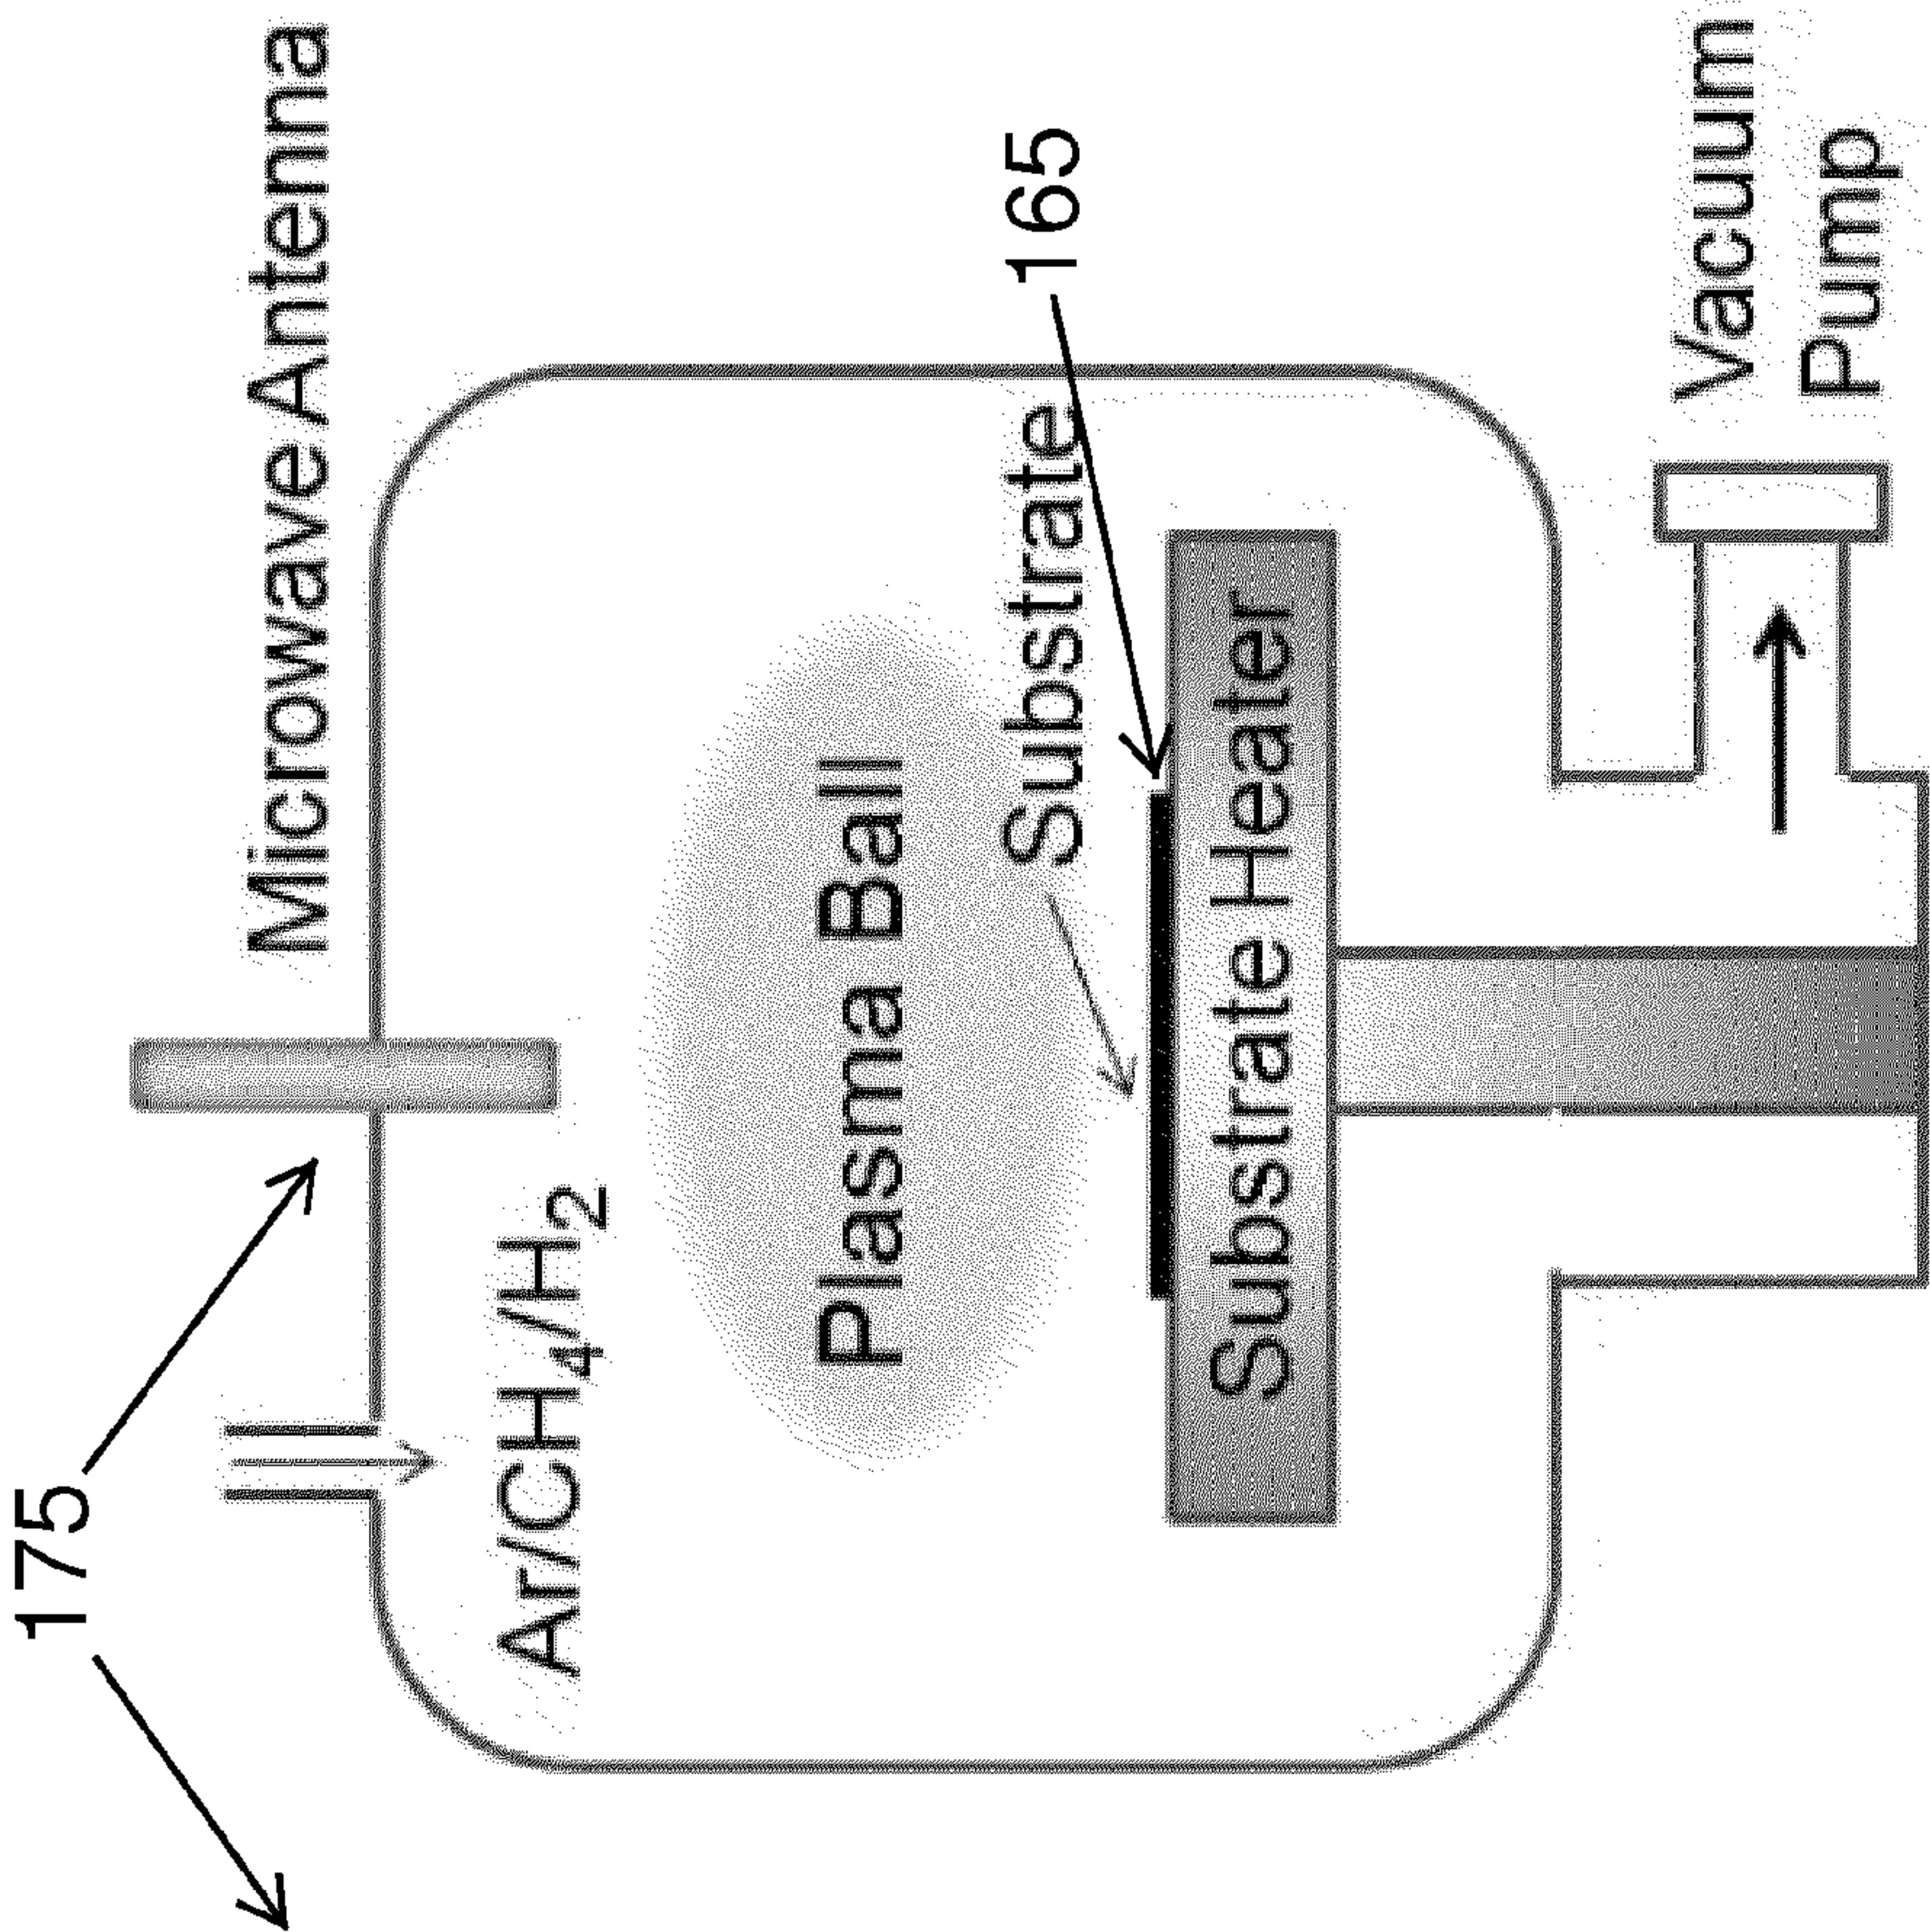 175
Microwave Antenna
Ar/CH4/H2
Plasma Ball
Substrate
165
Substrate Heater
Vacuum
Pump